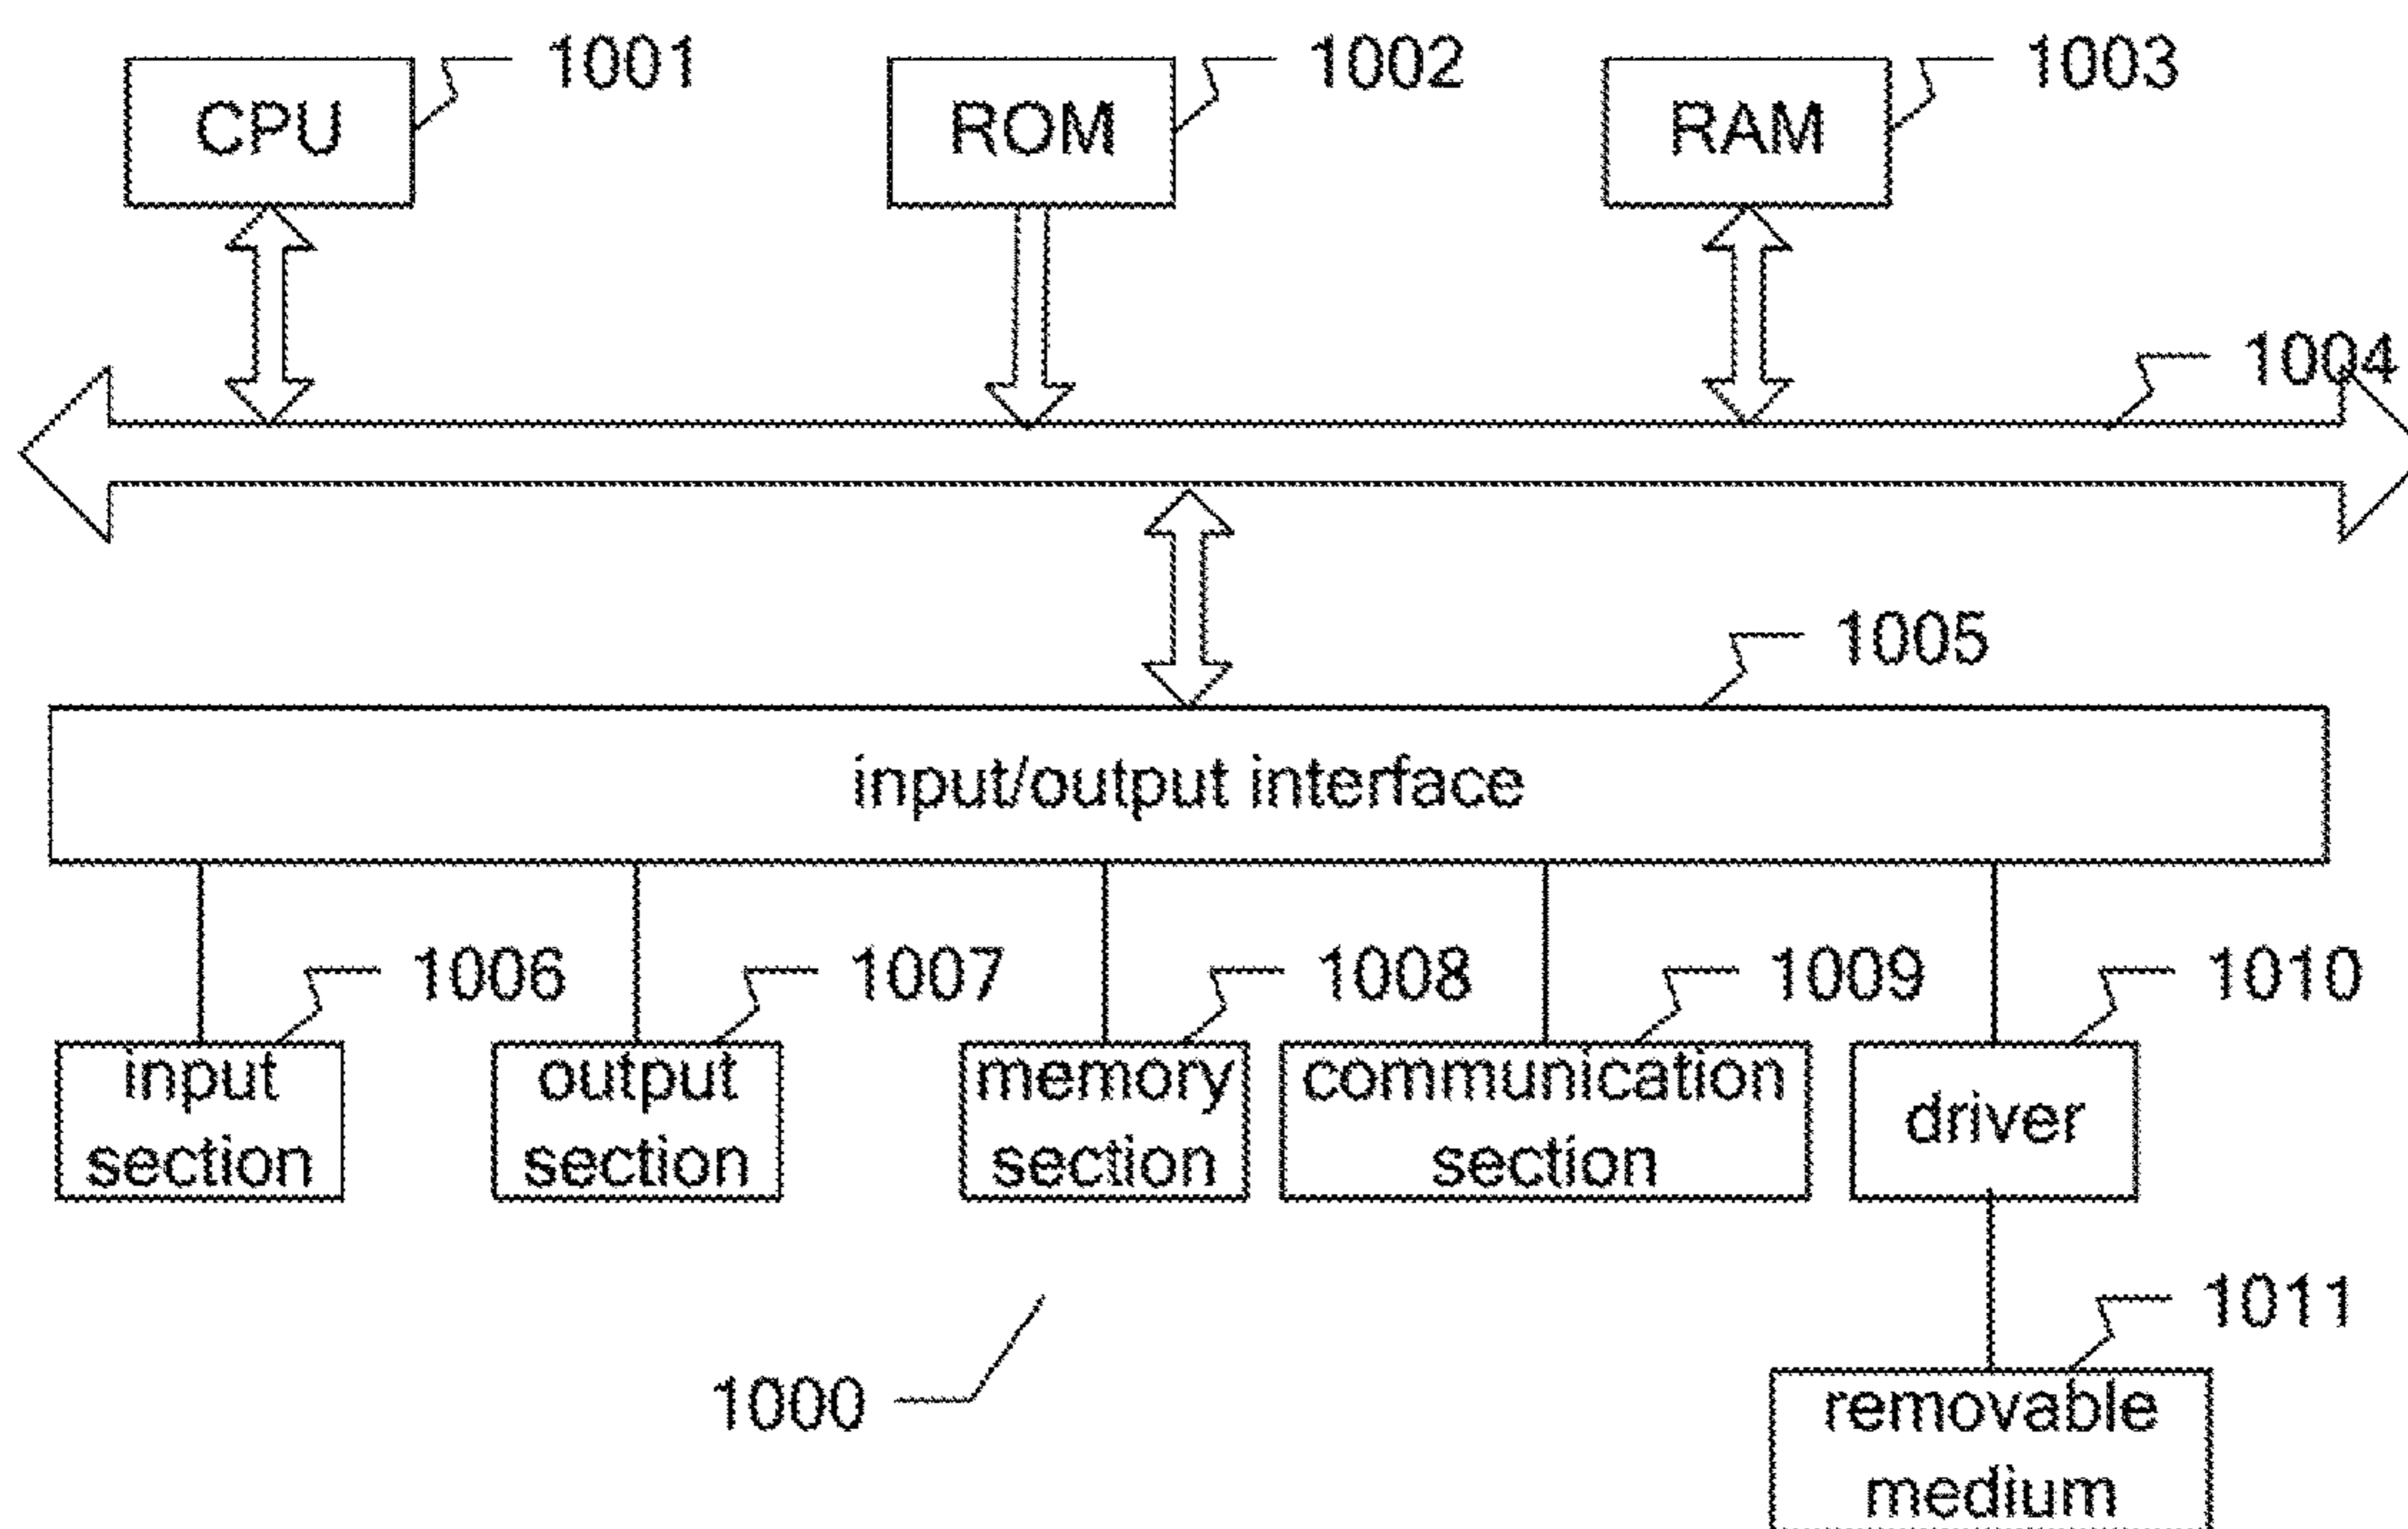 CPU
1001
ROM
1002
RAM
1003
1004
1005
input/output interface
1006
1007
1008
1009
1010
input
section
output
section
memory
section
communication
section
driver
1011
1000
removable
medium